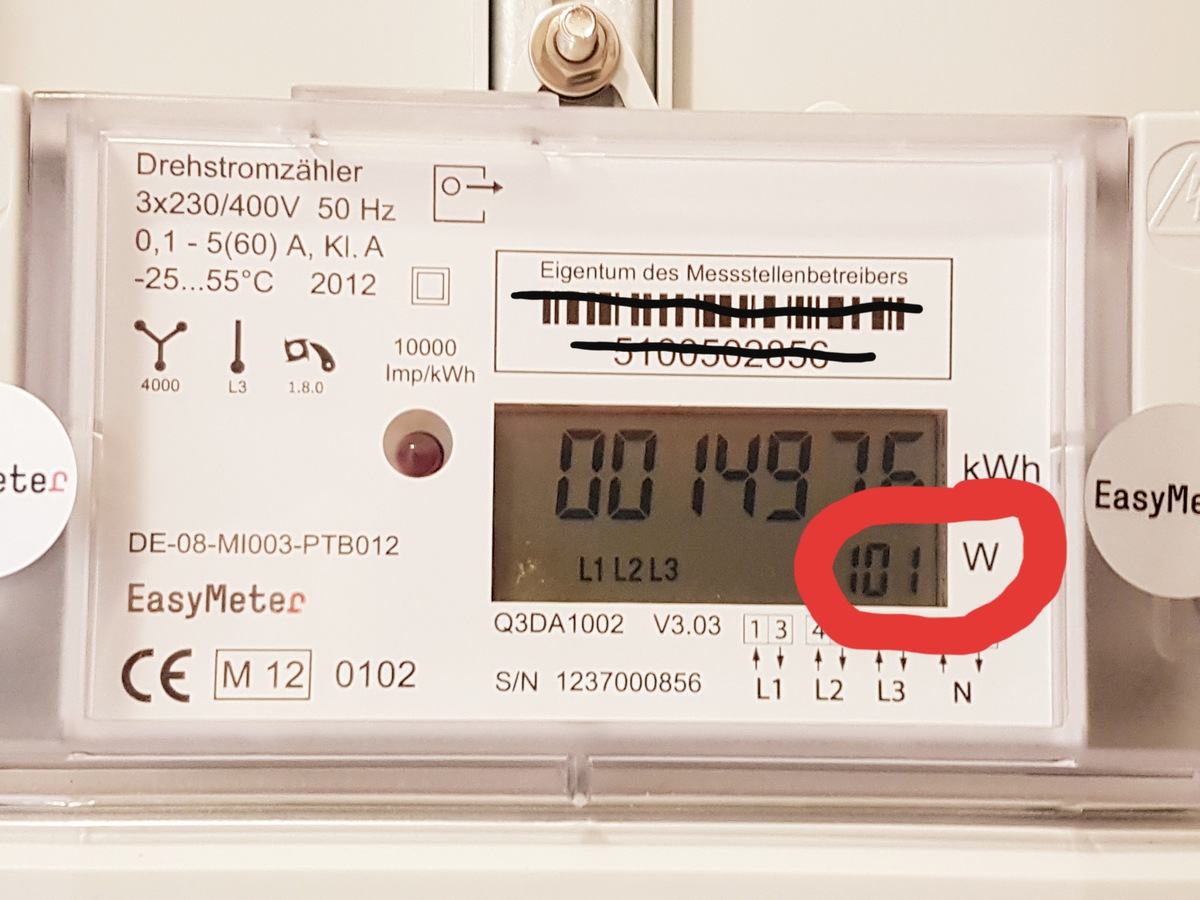 Drehstromzähler
3x230/400V 50 Hz
0,1 - 5(60) A, Kl. A
-25...55°C 2012
4000 L3 1.8.0
10000
Imp/kWh
Eigentum des Messstellenbetreibers
0014976 kWh
L1 L2 L3 101 W
DE-08-MI003-PTB012
EasyMeter
CE M 12 0102
Q3DA1002 V3.03 1 3 4
S/N 1237000856 L1 L2 L3 N
eter
EasyMe